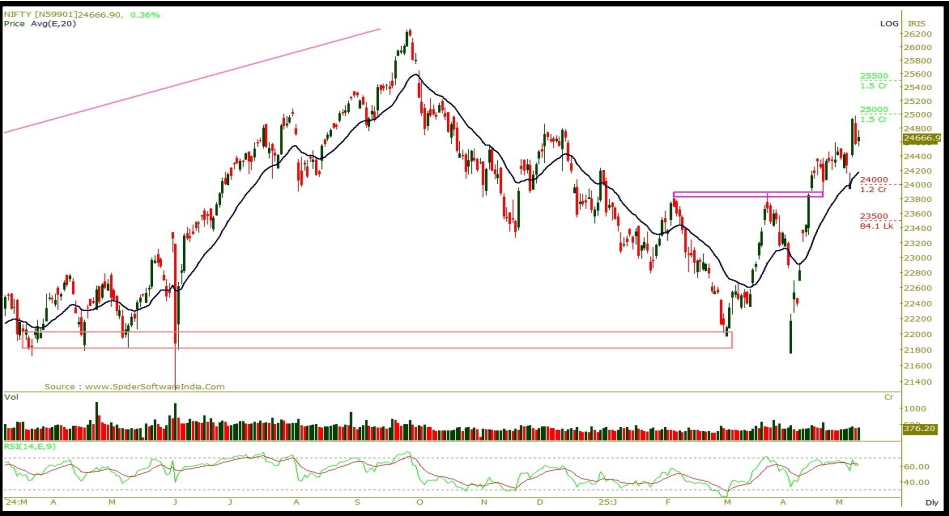 NIFTY [N59901]24666.90, 0.36%
Price Avg(E,20)
LOG IRIS
26200
26000
25800
25600
25500
1.5 Cr
25400
25200
25000
1.5 Cr
24800
24666.9
24400
24200
24000
1.2 Cr
24000
23800
23600
23500
84.1 Lk
23400
23200
23000
22800
22600
22400
22200
22000
21800
21600
21400
Source : www.SpiderSoftwareIndia.Com
Vol Cr
1000
376.20
RSI(14,E,9)
60.00
40.00
'24:M A M J J A S O N D 25:J F M A M Dly